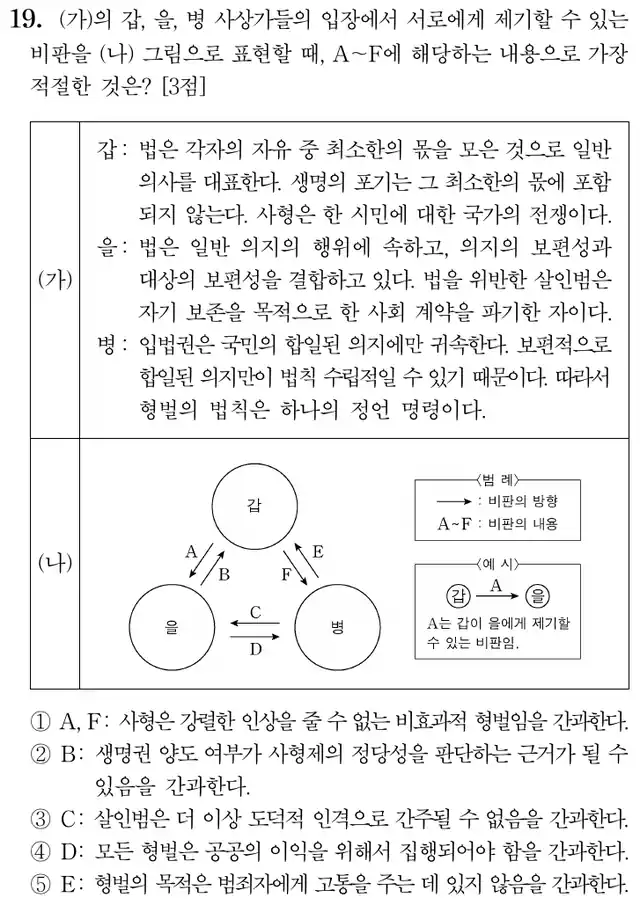 19. (가)의 갑, 을, 병 사상가들의 입장에서 서로에게 제기할 수 있는
비판을 (나) 그림으로 표현할 때, A~F에 해당하는 내용으로 가장
적절한 것은? [3점]
(가)
갑 : 법은 각자의 자유 중 최소한의 몫을 모은 것으로 일반
의사를 대표한다. 생명의 포기는 그 최소한의 몫에 포함
되지 않는다. 사형은 한 시민에 대한 국가의 전쟁이다.
을 : 법은 일반 의지의 행위에 속하고, 의지의 보편성과
대상의 보편성을 결합하고 있다. 법을 위반한 살인범은
자기 보존을 목적으로 한 사회 계약을 파기한 자이다.
병 : 입법권은 국민의 합일된 의지에만 귀속한다. 보편적으로
합일된 의지만이 법칙 수립적일 수 있기 때문이다. 따라서
형벌의 법칙은 하나의 정언 명령이다.
(나)
갑
A
B
E
F
을
C
D
병
<범 례>
: 비판의 방향
A~F : 비판의 내용
<예 시>
갑 A 을
A는 갑이 을에게 제기할
수 있는 비판임.
① A, F : 사형은 강렬한 인상을 줄 수 없는 비효과적 형벌임을 간과한다.
② B : 생명권 양도 여부가 사형제의 정당성을 판단하는 근거가 될 수
있음을 간과한다.
③ C : 살인범은 더 이상 도덕적 인격으로 간주될 수 없음을 간과한다.
④ D : 모든 형벌은 공공의 이익을 위해서 집행되어야 함을 간과한다.
⑤ E : 형벌의 목적은 범죄자에게 고통을 주는 데 있지 않음을 간과한다.